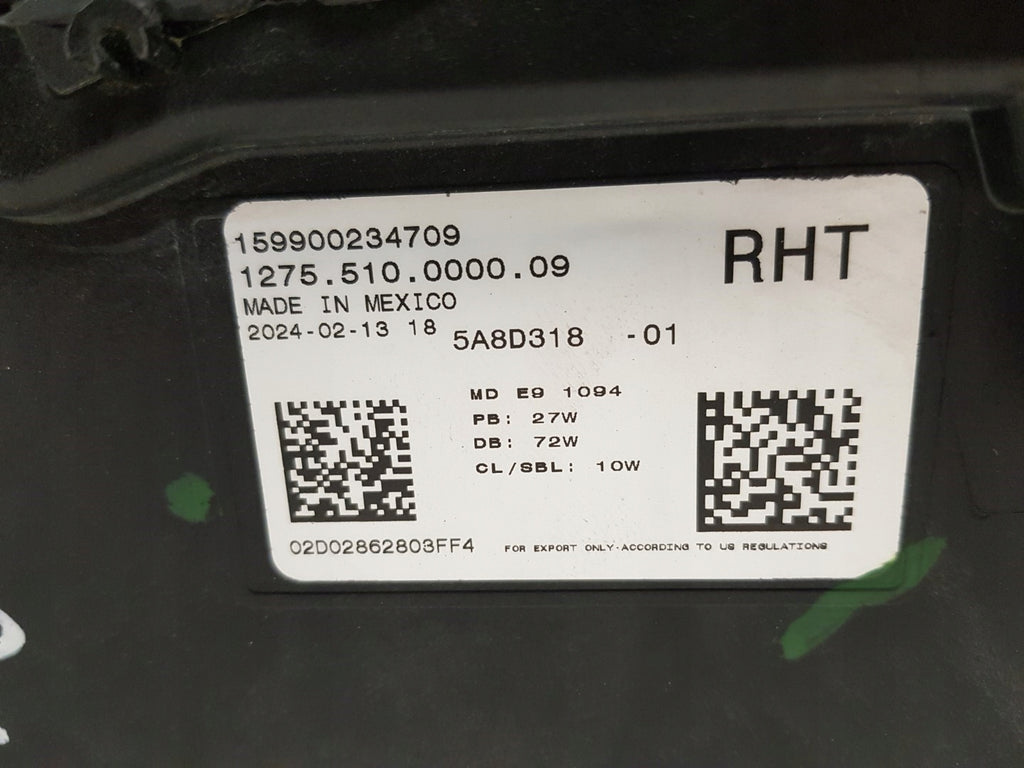 159900234709
RHT
1275.510.0000.09
MADE IN MEXICO
2024-02-13 18
5A8D318 -01
MD E9 1094
PB: 27W
DB: 72W
CL/SBL: 10W
02D02862803FF4
FOR EXPORT ONLY-ACCORDING TO US REGULATIONS